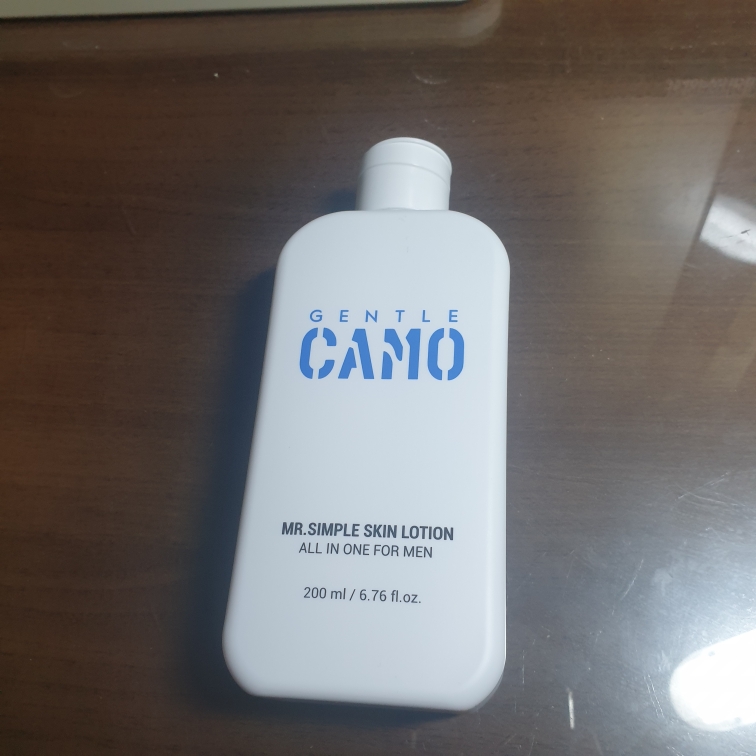 GENTLE
CAMO
MR.SIMPLE SKIN LOTION
ALL IN ONE FOR MEN
200 ml / 6.76 fl.oz.